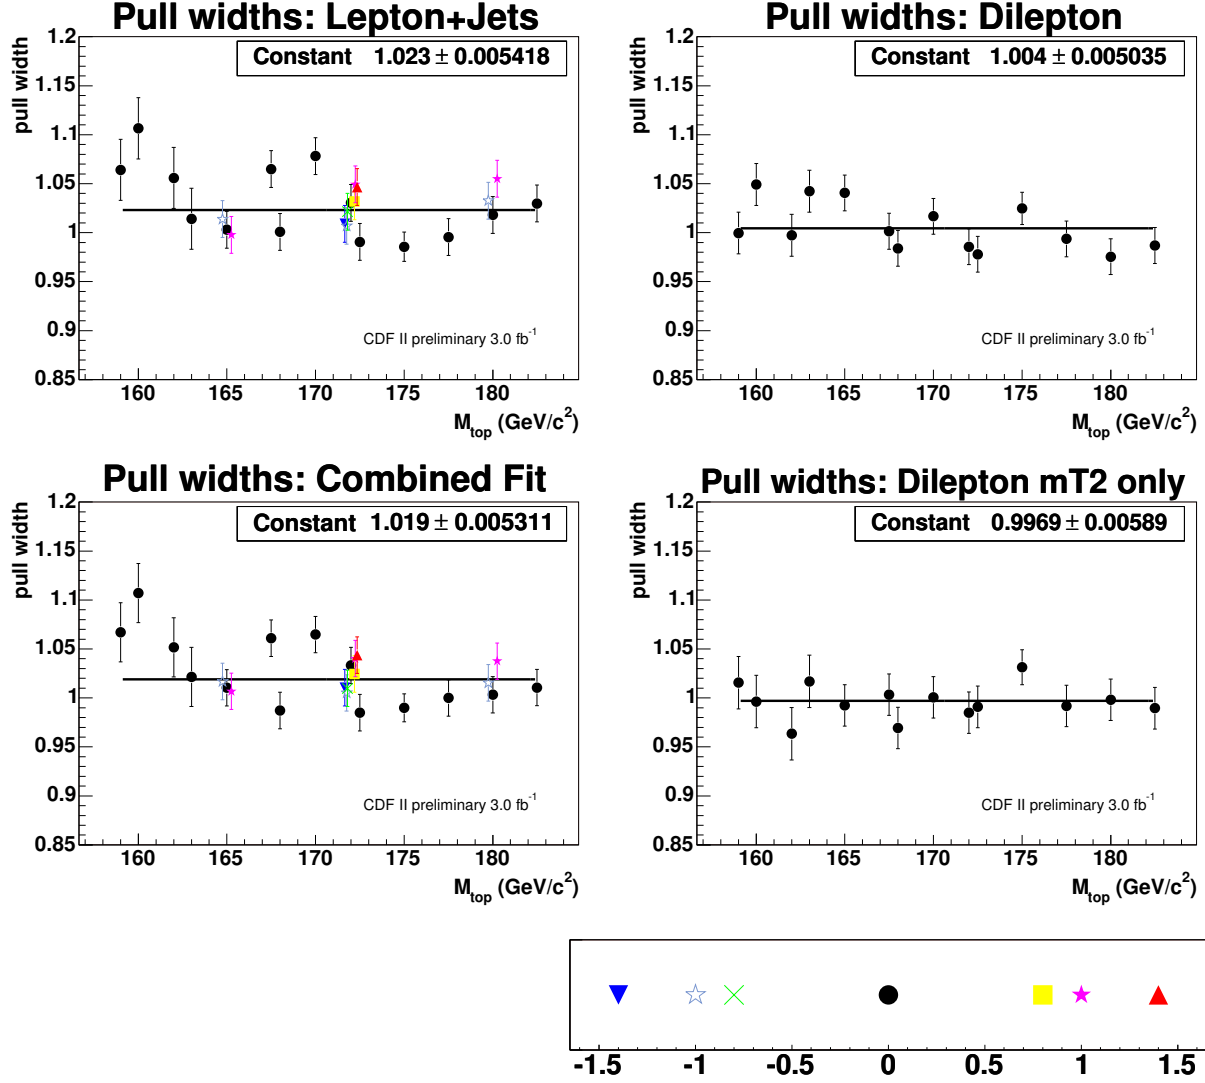 Pull widths: Lepton+Jets
Constant 1.023 ± 0.005418
pull width
1.2
1.15
1.1
1.05
1
0.95
0.9
0.85
CDF II preliminary 3.0 fb-1
160 165 170 175 180
Mtop (GeV/c2)
Pull widths: Dilepton
Constant 1.004 ± 0.005035
pull width
1.2
1.15
1.1
1.05
1
0.95
0.9
0.85
CDF II preliminary 3.0 fb-1
160 165 170 175 180
Mtop (GeV/c2)
Pull widths: Combined Fit
Constant 1.019 ± 0.005311
pull width
1.2
1.15
1.1
1.05
1
0.95
0.9
0.85
CDF II preliminary 3.0 fb-1
160 165 170 175 180
Mtop (GeV/c2)
Pull widths: Dilepton mT2 only
Constant 0.9969 ± 0.00589
pull width
1.2
1.15
1.1
1.05
1
0.95
0.9
0.85
CDF II preliminary 3.0 fb-1
160 165 170 175 180
Mtop (GeV/c2)
-1.5 -1 -0.5 0 0.5 1 1.5